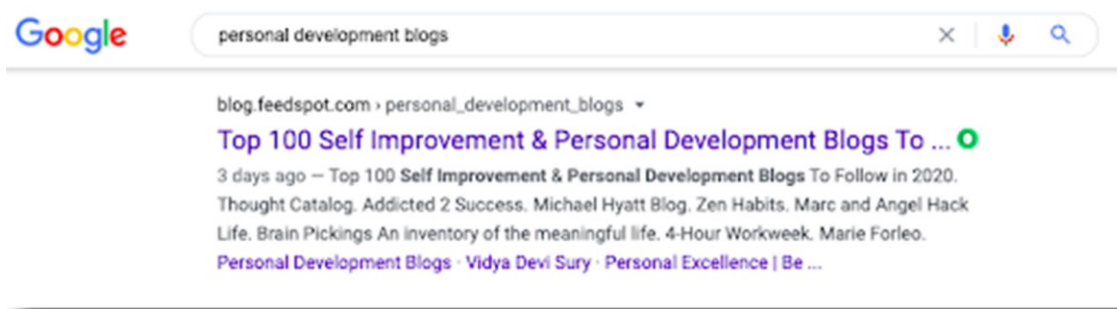 Google
personal development blogs
blog.feedspot.com › personal_development_blogs
Top 100 Self Improvement & Personal Development Blogs To ...
3 days ago — Top 100 Self Improvement & Personal Development Blogs To Follow in 2020.
Thought Catalog. Addicted 2 Success. Michael Hyatt Blog. Zen Habits. Marc and Angel Hack
Life. Brain Pickings An inventory of the meaningful life. 4-Hour Workweek. Marie Forleo.
Personal Development Blogs · Vidya Devi Sury · Personal Excellence | Be ...